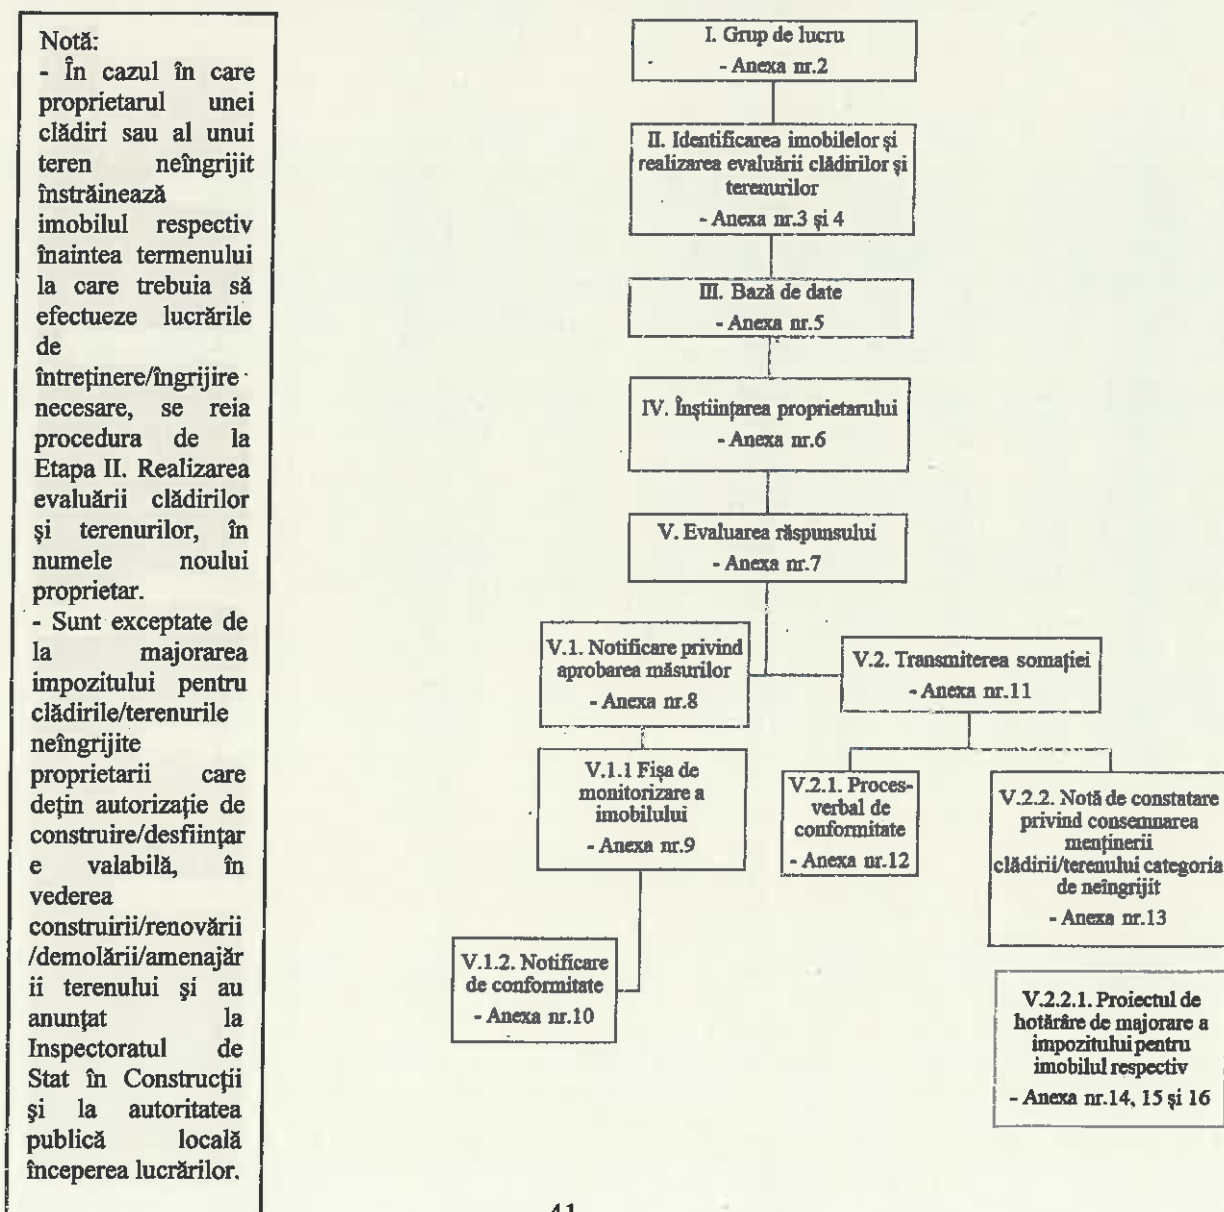 Notă:
- În cazul în care
proprietarul unei
clădiri sau al unui
teren neîngrijit
înstrăinează
imobilul respectiv
înaintea termenului
la care trebuia să
efectueze lucrările
de
întreținere/îngrijire
necesare, se reia
procedura de la
Etapa II. Realizarea
evaluării clădirilor
și terenurilor, în
numele noului
proprietar.
- Sunt exceptate de
la majorarea
impozitului pentru
clădirile/terenurile
neîngrijite
proprietarii care
dețin autorizație de
construire/desființar
e valabilă, în
vederea
construirii/renovării
/demolării/amenajăr
ii terenului și au
anunțat la
Inspectoratul de
Stat în Construcții
și la autoritatea
publică locală
începerea lucrărilor.
I. Grup de lucru
- Anexa nr.2
II. Identificarea imobilelor și
realizarea evaluării clădirilor și
terenurilor
- Anexa nr.3 și 4
III. Bază de date
- Anexa nr.5
IV. Înștiințarea proprietarului
- Anexa nr.6
V. Evaluarea răspunsului
- Anexa nr.7
V.1. Notificare privind
aprobarea măsurilor
- Anexa nr.8
V.2. Transmiterea somației
- Anexa nr.11
V.1.1 Fișa de
monitorizare a
imobilului
- Anexa nr.9
V.2.1. Proces-
verbal de
conformitate
- Anexa nr.12
V.2.2. Notă de constatare
privind consemnarea
menținerii
clădirii/terenului categoria
de neîngrijit
- Anexa nr.13
V.1.2. Notificare
de conformitate
- Anexa nr.10
V.2.2.1. Proiectul de
hotărâre de majorare a
impozitului pentru
imobilul respectiv
- Anexa nr.14, 15 și 16
41